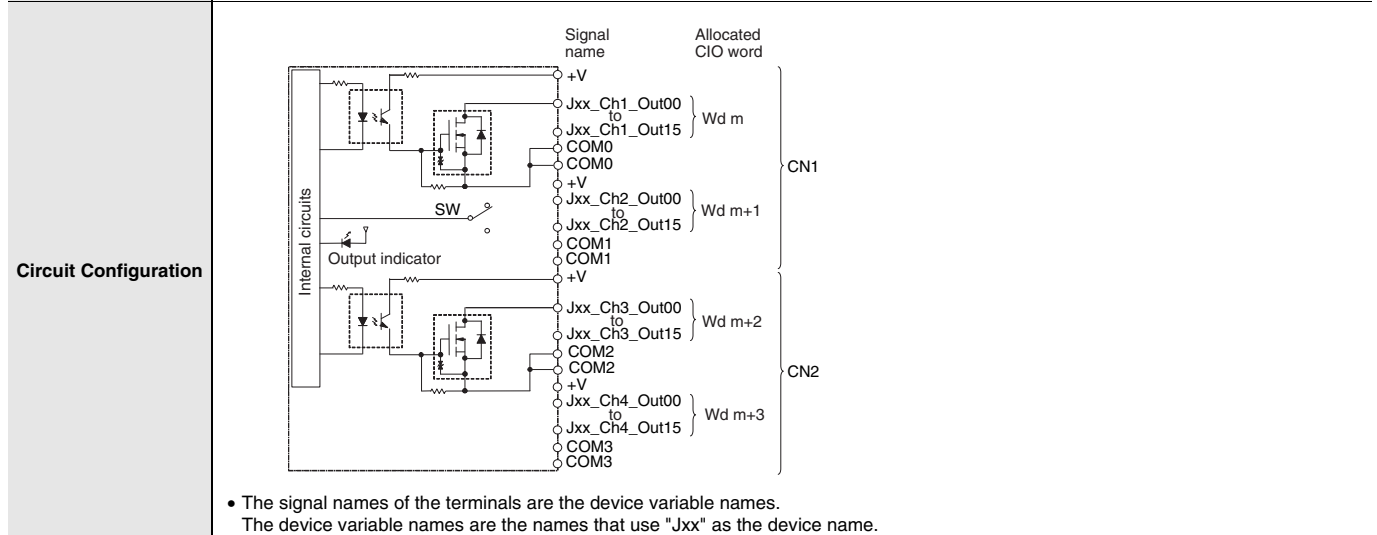 Circuit Configuration
Signal name
Allocated CIO word
Internal circuits
SW
Output indicator
+V
Jxx_Ch1_Out00
to
Jxx_Ch1_Out15
Wd m
COM0
COM0
+V
Jxx_Ch2_Out00
to
Jxx_Ch2_Out15
Wd m+1
COM1
COM1
CN1
+V
Jxx_Ch3_Out00
to
Jxx_Ch3_Out15
Wd m+2
COM2
COM2
+V
Jxx_Ch4_Out00
to
Jxx_Ch4_Out15
Wd m+3
COM3
COM3
CN2
• The signal names of the terminals are the device variable names.
The device variable names are the names that use "Jxx" as the device name.